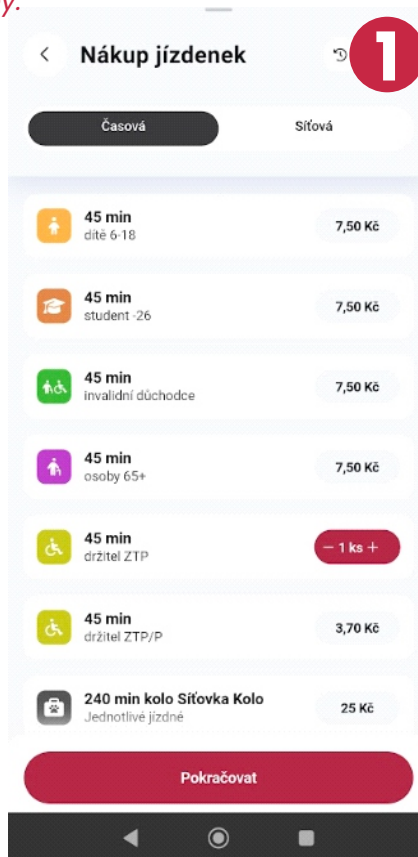 y.
Nákup jízdenek
1
Časová
Síťová
45 min
dítě 6-18
7,50 Kč
45 min
student -26
7,50 Kč
45 min
invalidní důchodce
7,50 Kč
45 min
osoby 65+
7,50 Kč
45 min
držitel ZTP
− 1 ks +
45 min
držitel ZTP/P
3,70 Kč
240 min kolo Síťovka Kolo
Jednotlivé jízdné
25 Kč
Pokračovat